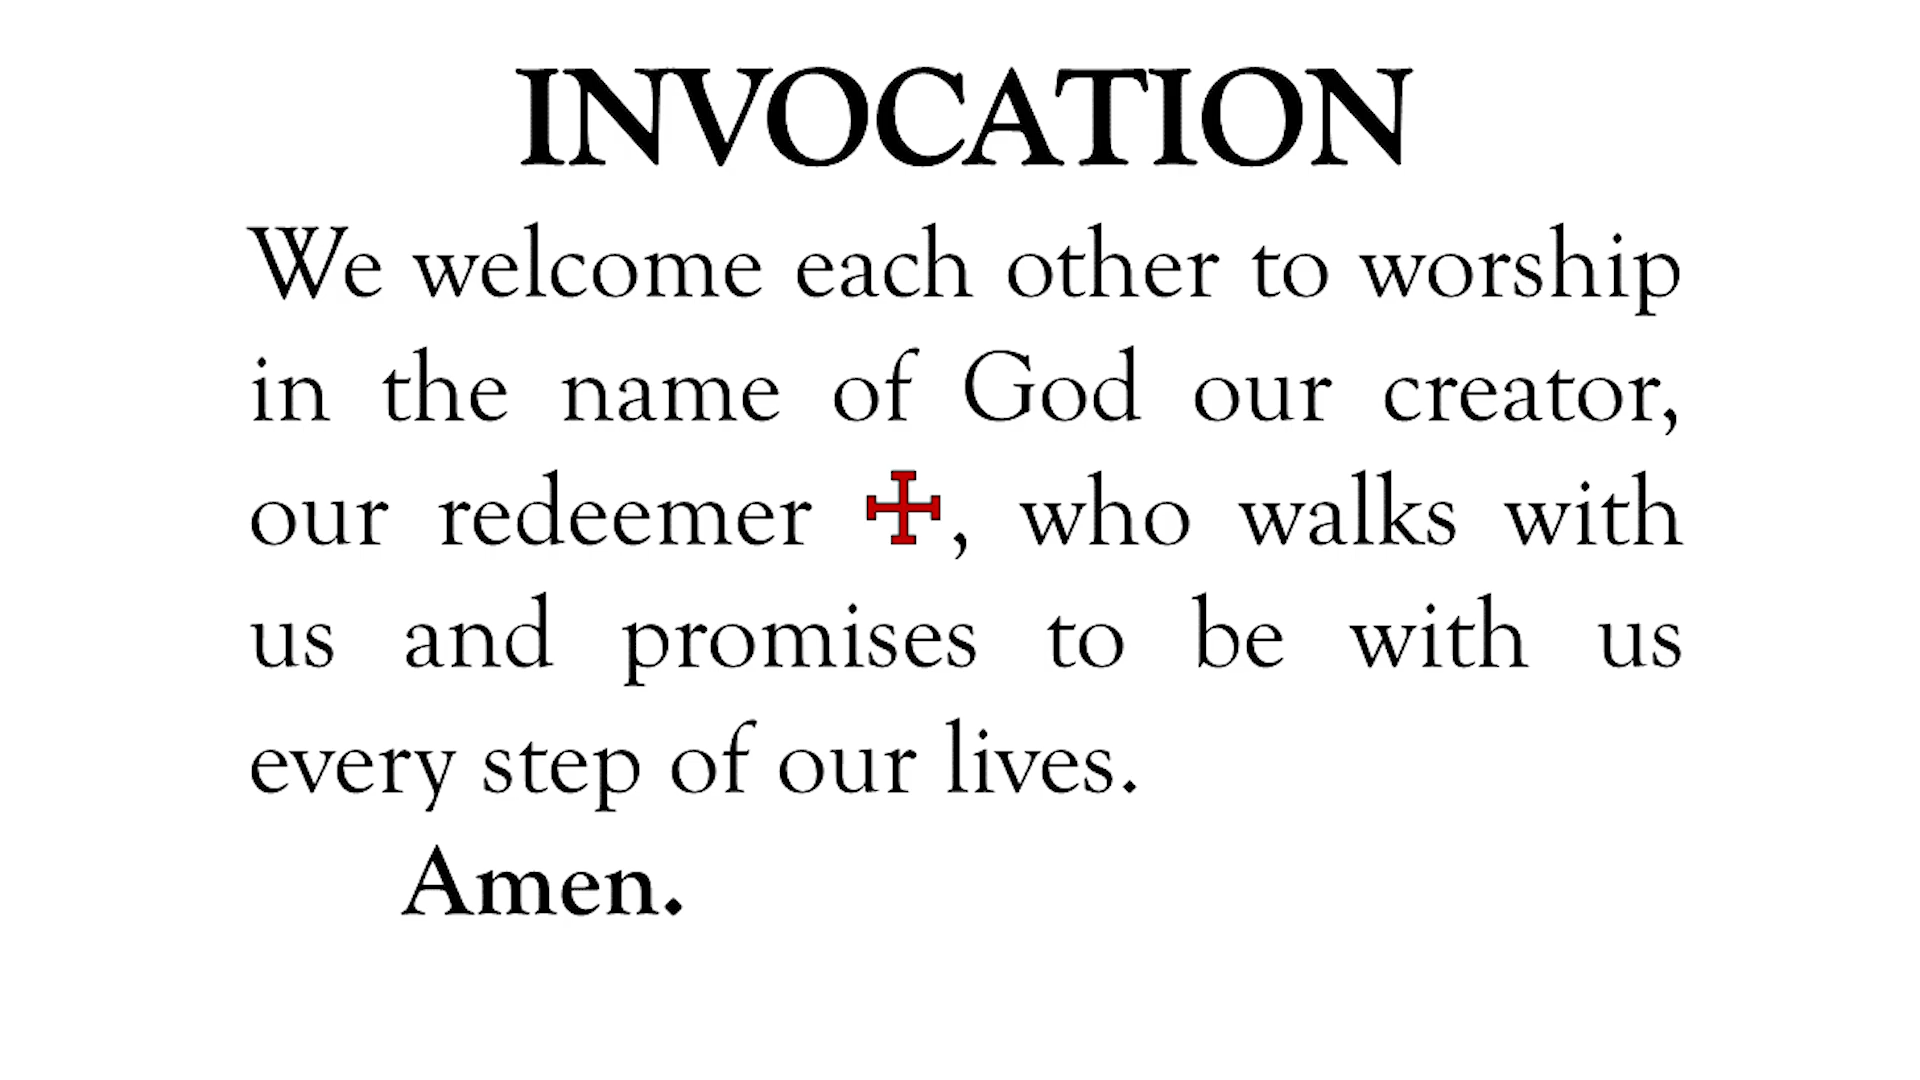 INVOCATION
We welcome each other to worship
in the name of God our creator,
our redeemer ☩, who walks with
us and promises to be with us
every step of our lives.
Amen.